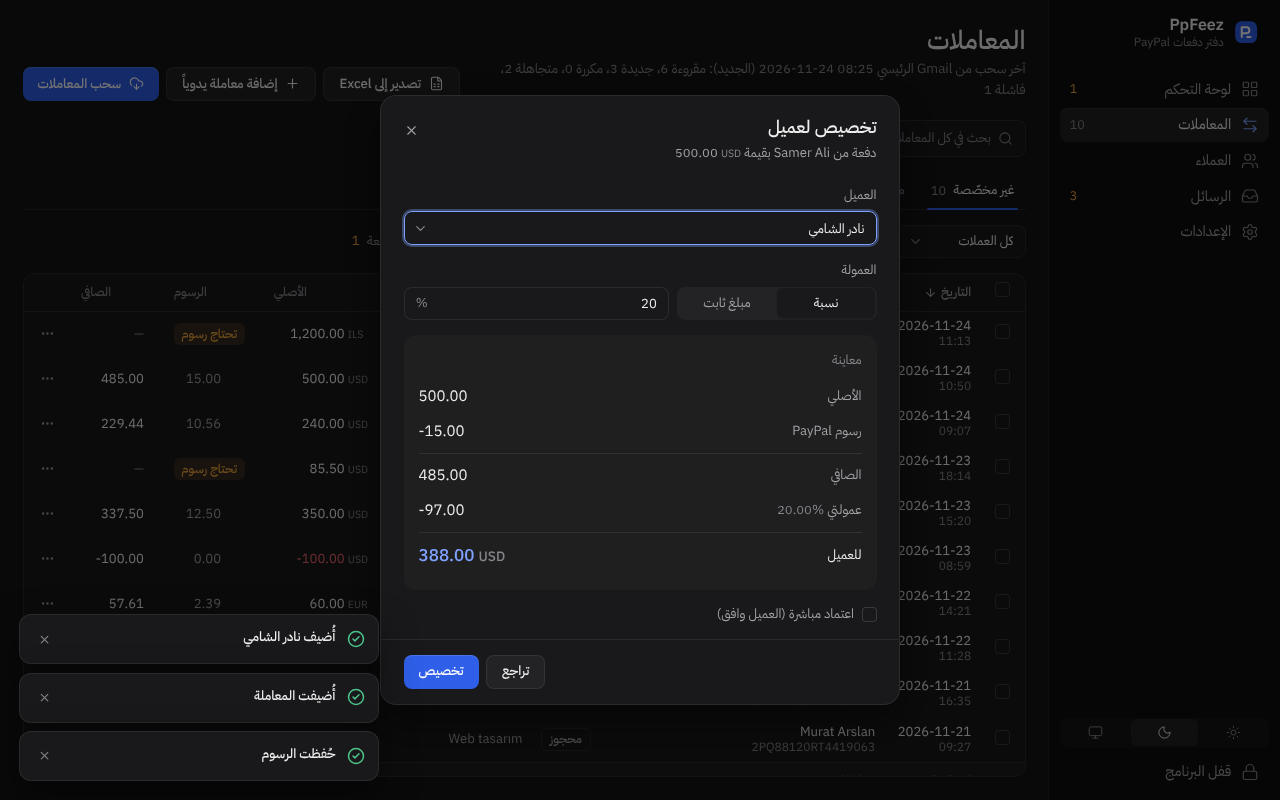 PpFeez
دفتر دفعات PayPal
لوحة التحكم 1
المعاملات 10
العملاء
الرسائل 3
الإعدادات
قفل البرنامج
المعاملات
آخر سحب من Gmail الرئيسي 08:25 24-11-2026 (الجديد): مقروءة 6، جديدة 3، مكررة 0، متجاهلة 2،
فاشلة 1
تصدير إلى Excel
إضافة معاملة يدوياً
سحب المعاملات
بحث في كل
غير مخصّصة 10
كل العملات
1
التاريخ
الأصلي
الرسوم
الصافي
2026-11-24
11:13
1,200.00 ILS
تحتاج رسوم
—
2026-11-24
10:50
500.00 USD
15.00
485.00
2026-11-24
09:07
240.00 USD
10.56
229.44
2026-11-23
18:14
85.50 USD
تحتاج رسوم
—
2026-11-23
15:20
350.00 USD
12.50
337.50
2026-11-23
08:59
-100.00 USD
0.00
-100.00
2026-11-22
14:21
60.00 EUR
2.39
57.61
2026-11-22
11:28
2026-11-21
16:35
2026-11-21
09:27
Murat Arslan
2PQ88120RT4419063
محجوز
Web tasarım
تخصيص لعميل
دفعة من Samer Ali بقيمة 500.00 USD
العميل
نادر الشامي
العمولة
نسبة
مبلغ ثابت
20
%
معاينة
الأصلي 500.00
رسوم PayPal -15.00
الصافي 485.00
عمولتي 20.00% -97.00
للعميل 388.00 USD
اعتماد مباشرة (العميل وافق)
تراجع
تخصيص
أُضيف نادر الشامي
أُضيفت المعاملة
حُفظت الرسوم